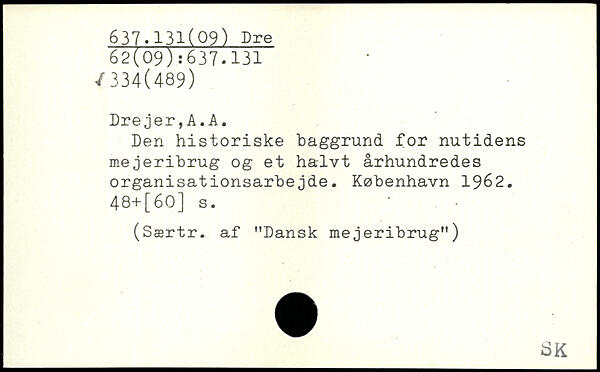 637.131(09) Dre
62(09):637.131
√334(489)
Drejer,A.A.
Den historiske baggrund for nutidens
mejeribrug og et halvt århundredes
organisationsarbejde. København 1962.
48+[60] s.
(Særtr. af "Dansk mejeribrug")
SK